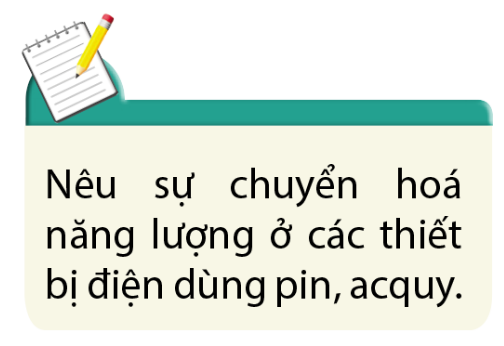 Nêu sự chuyển hoá
năng lượng ở các thiết
bị điện dùng pin, acquy.